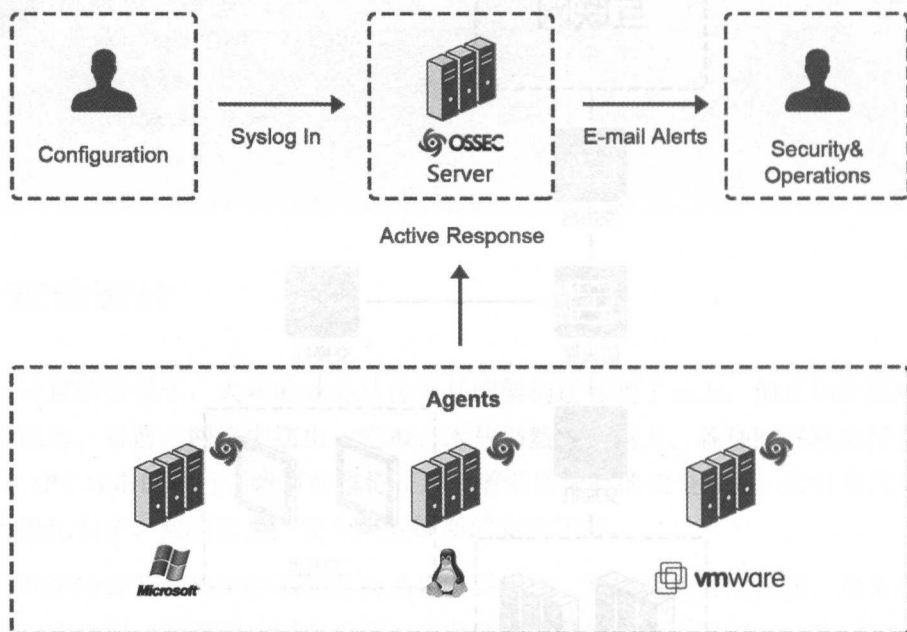 Configuration
Syslog In
OSSEC
Server
E-mail Alerts
Security&
Operations
Active Response
Agents
Microsoft
vmware